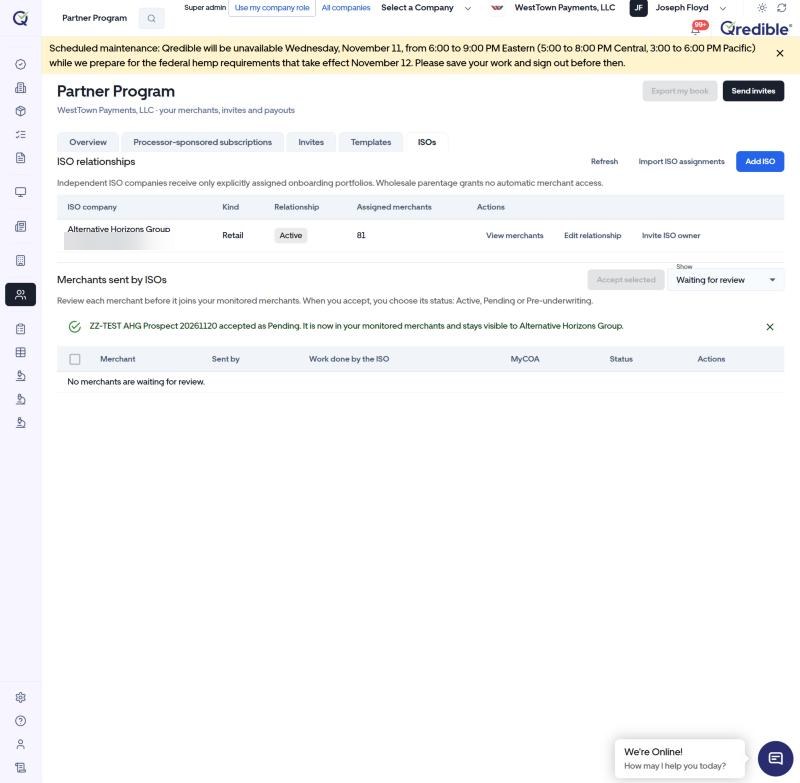 Partner Program
Super admin
Use my company role
All companies
Select a Company
WestTown Payments, LLC
JF
Joseph Floyd
99+
Qredible
Scheduled maintenance: Qredible will be unavailable Wednesday, November 11, from 6:00 to 9:00 PM Eastern (5:00 to 8:00 PM Central, 3:00 to 6:00 PM Pacific)
while we prepare for the federal hemp requirements that take effect November 12. Please save your work and sign out before then.
Partner Program
WestTown Payments, LLC · your merchants, invites and payouts
Export my book
Send invites
Overview
Processor-sponsored subscriptions
Invites
Templates
ISOs
ISO relationships
Refresh
Import ISO assignments
Add ISO
Independent ISO companies receive only explicitly assigned onboarding portfolios. Wholesale parentage grants no automatic merchant access.
ISO company Kind Relationship Assigned merchants Actions
Alternative Horizons Group Retail Active 81 View merchants Edit relationship Invite ISO owner
Merchants sent by ISOs
Accept selected
Show
Waiting for review
Review each merchant before it joins your monitored merchants. When you accept, you choose its status: Active, Pending or Pre-underwriting.
ZZ-TEST AHG Prospect 20261120 accepted as Pending. It is now in your monitored merchants and stays visible to Alternative Horizons Group.
Merchant Sent by Work done by the ISO MyCOA Status Actions
No merchants are waiting for review.
We're Online!
How may I help you today?